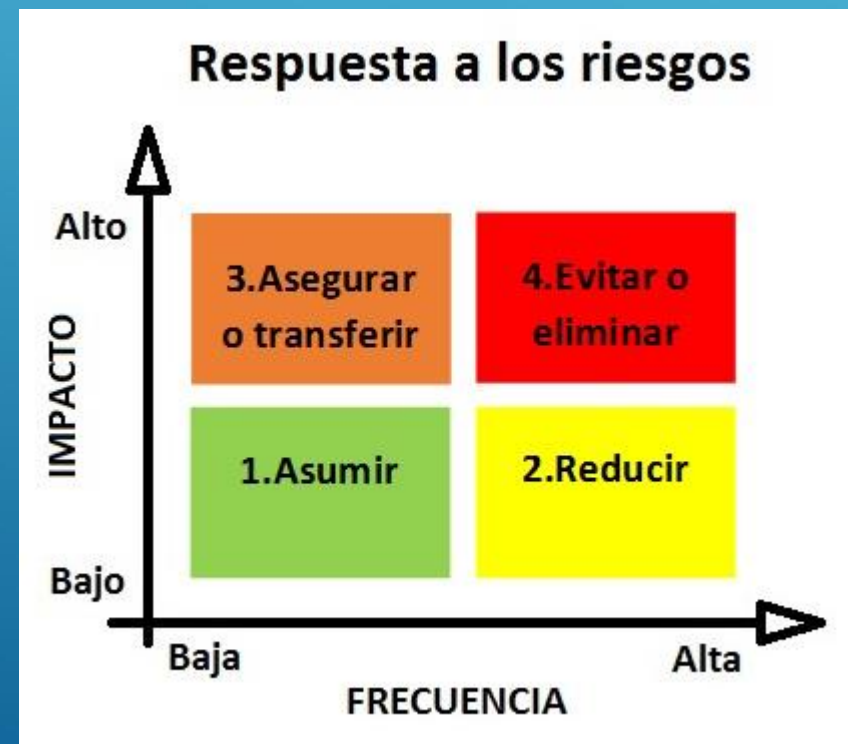 Respuesta a los riesgos
Alto
3.Asegurar
o transferir
4.Evitar o
eliminar
IMPACTO
1.Asumir
2.Reducir
Bajo
Baja
Alta
FRECUENCIA